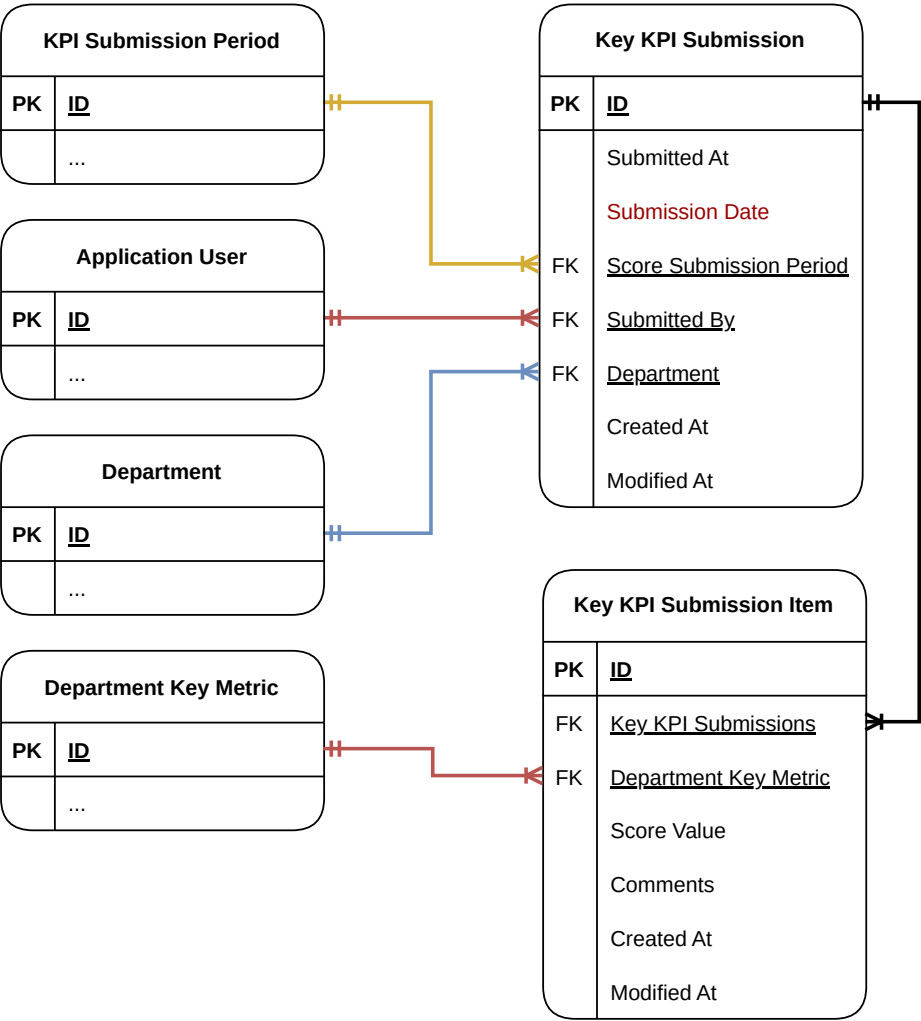 KPI Submission Period
PK ID
...
Application User
PK ID
...
Department
PK ID
...
Department Key Metric
PK ID
...
Key KPI Submission
PK ID
Submitted At
Submission Date
FK Score Submission Period
FK Submitted By
FK Department
Created At
Modified At
Key KPI Submission Item
PK ID
FK Key KPI Submissions
FK Department Key Metric
Score Value
Comments
Created At
Modified At